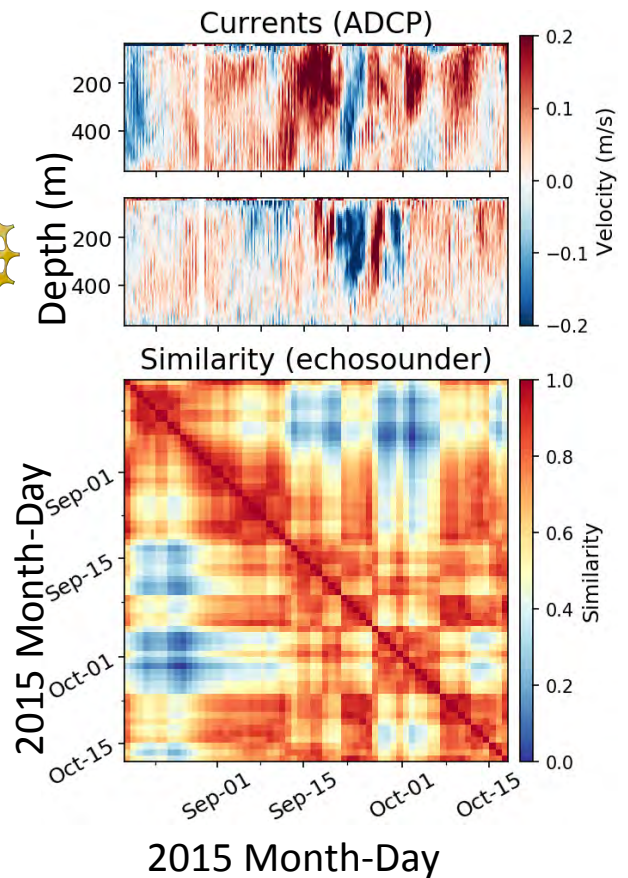 Currents (ADCP)
200
400
200
400
Depth (m)
0.2
0.1
0.0
−0.1
−0.2
Velocity (m/s)
Similarity (echosounder)
Sep-01
Sep-15
Oct-01
Oct-15
2015 Month-Day
1.0
0.8
0.6
0.4
0.2
0.0
Similarity
Sep-01
Sep-15
Oct-01
Oct-15
2015 Month-Day